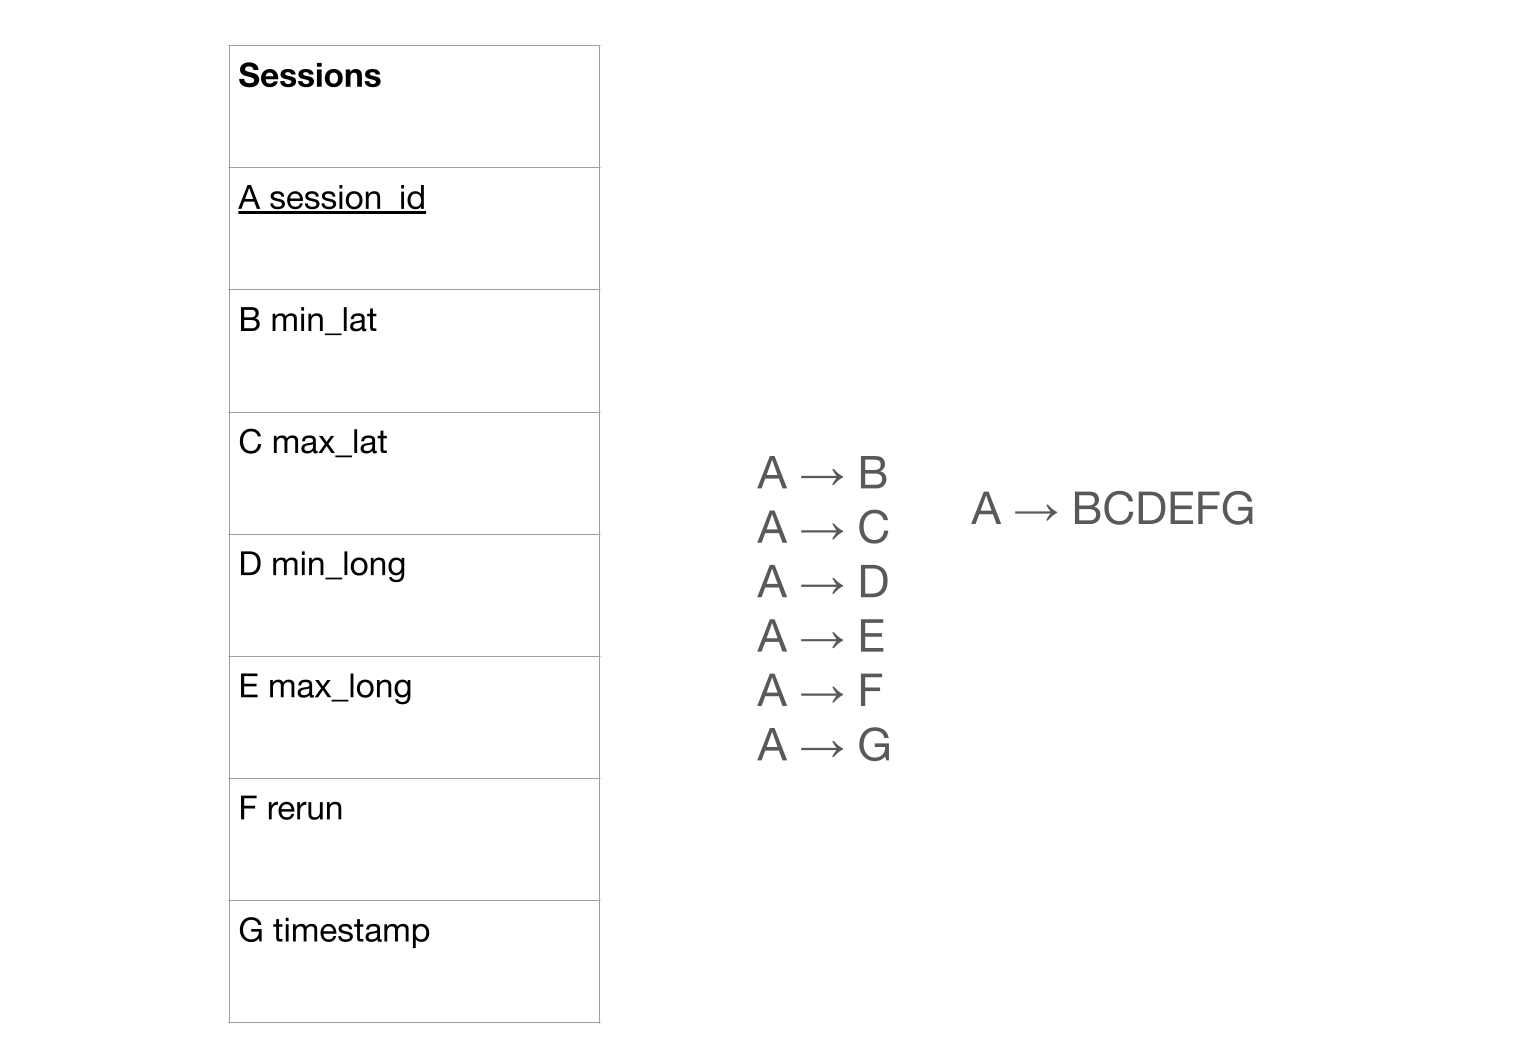 Sessions
A session_id
B min_lat
C max_lat
D min_long
E max_long
F rerun
G timestamp
A → B
A → C
A → D
A → E
A → F
A → G
A → BCDEFG